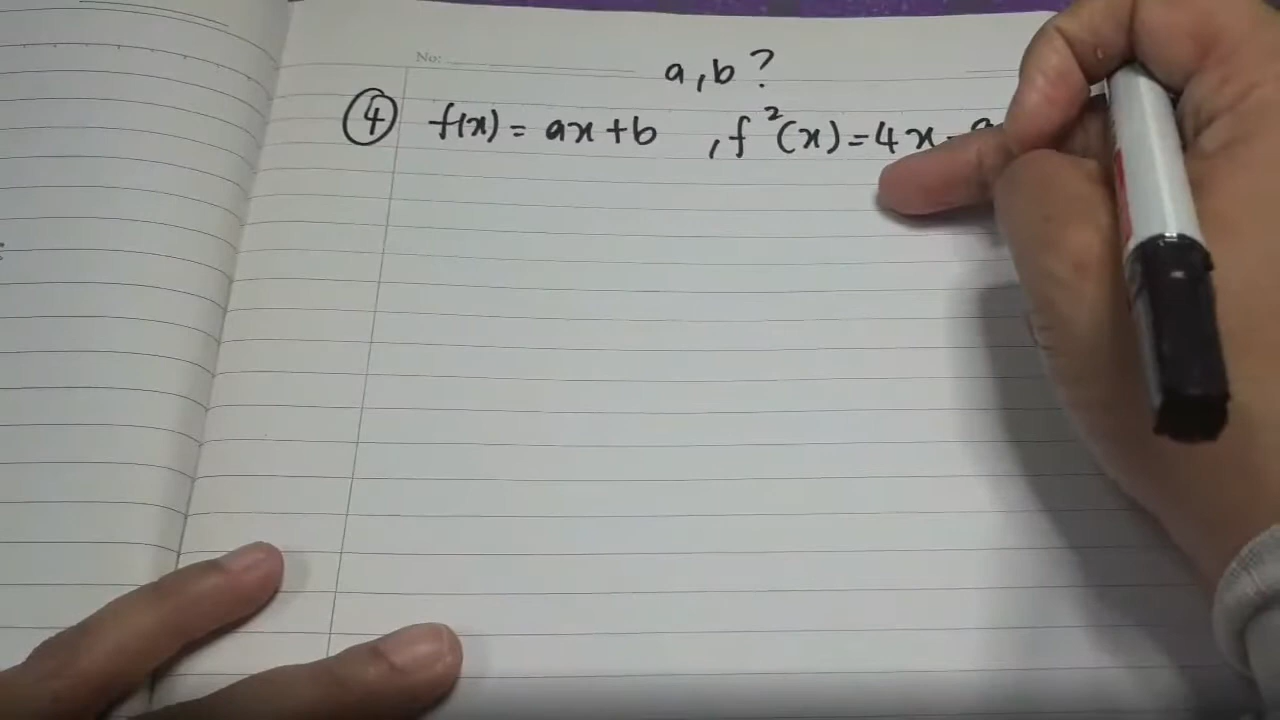 No:
a,b ?
④ f(x) = ax+b , f²(x) = 4x -